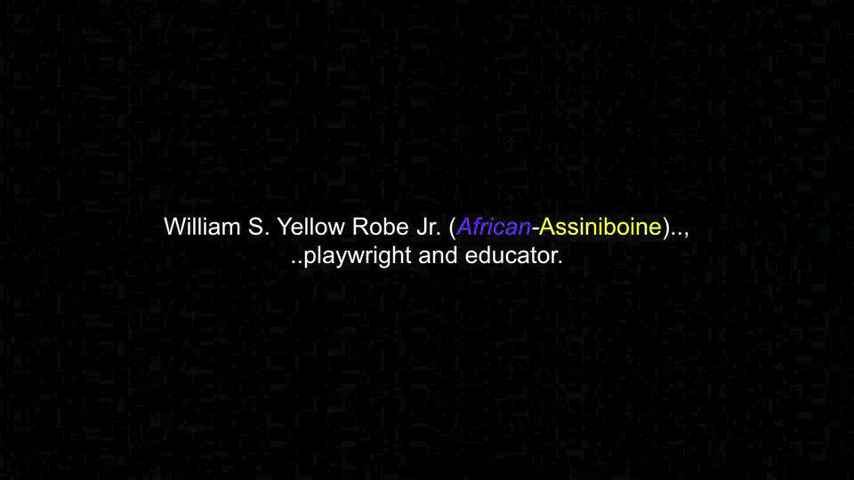 William S. Yellow Robe Jr. (African-Assiniboine)..,
..playwright and educator.